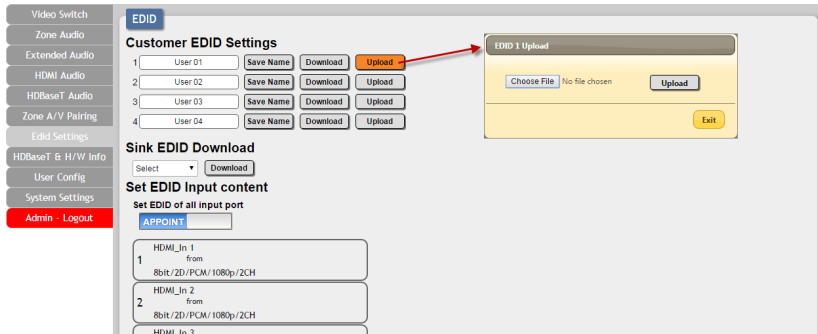 Video Switch
Zone Audio
Extended Audio
HDMI Audio
HDBaseT Audio
Zone A/V Pairing
Edid Settings
HDBaseT & H/W Info
User Config
System Settings
Admin - Logout
EDID
Customer EDID Settings
1 User 01 Save Name Download Upload
2 User 02 Save Name Download Upload
3 User 03 Save Name Download Upload
4 User 04 Save Name Download Upload
Sink EDID Download
Select Download
Set EDID Input content
Set EDID of all input port
APPOINT
HDMI_In 1
1 from
8bit/2D/PCM/1080p/2CH
HDMI_In 2
2 from
8bit/2D/PCM/1080p/2CH
HDMI_In 3
EDID 1 Upload
Choose File No file chosen Upload
Exit